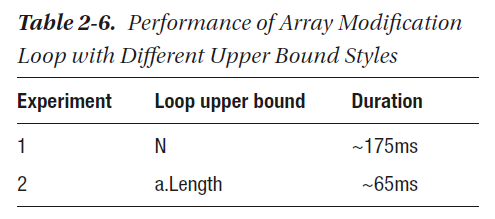 Table 2-6. Performance of Array Modification
Loop with Different Upper Bound Styles
Experiment Loop upper bound Duration
1 N ~175ms
2 a.Length ~65ms